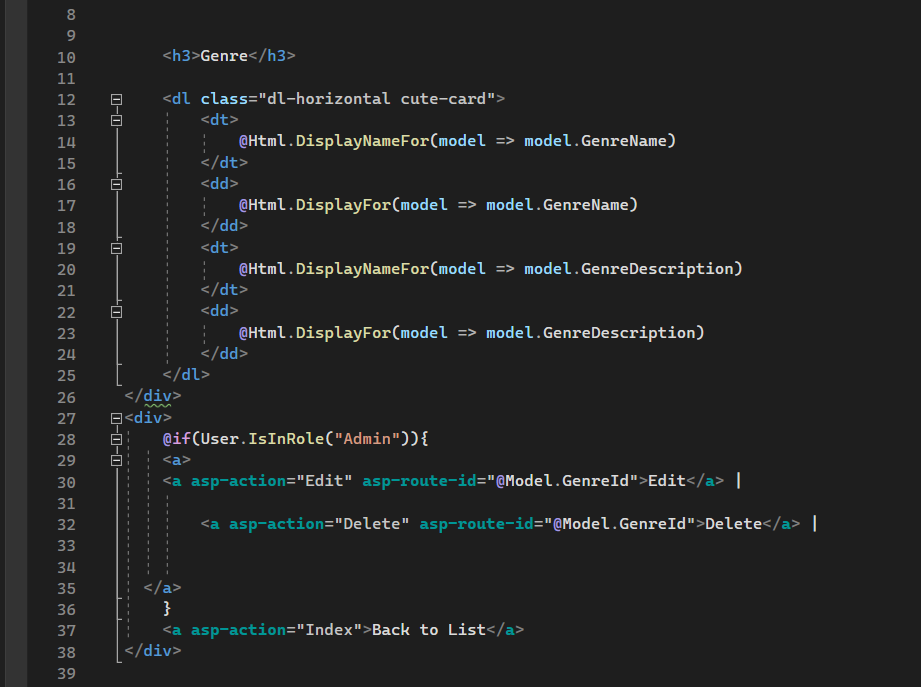 8
9
10 <h3>Genre</h3>
11
12 <dl class="dl-horizontal cute-card">
13 <dt>
14 @Html.DisplayNameFor(model => model.GenreName)
15 </dt>
16 <dd>
17 @Html.DisplayFor(model => model.GenreName)
18 </dd>
19 <dt>
20 @Html.DisplayNameFor(model => model.GenreDescription)
21 </dt>
22 <dd>
23 @Html.DisplayFor(model => model.GenreDescription)
24 </dd>
25 </dl>
26 </div>
27 <div>
28 @if(User.IsInRole("Admin")){
29 <a>
30 <a asp-action="Edit" asp-route-id="@Model.GenreId">Edit</a> |
31
32 <a asp-action="Delete" asp-route-id="@Model.GenreId">Delete</a> |
33
34
35 </a>
36 }
37 <a asp-action="Index">Back to List</a>
38 </div>
39